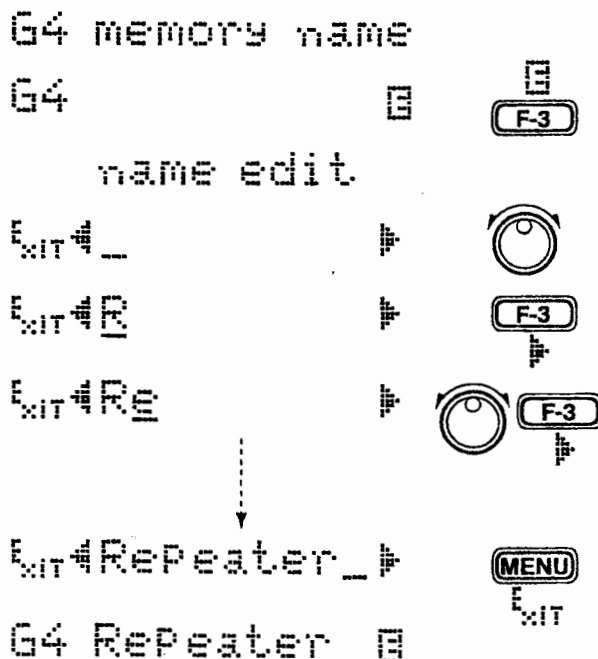 G4 memory name
E
G4 E F-3
name edit
EXIT _
EXIT R F-3
EXIT Re F-3
EXIT Repeater_ MENU
EXIT
G4 Repeater E